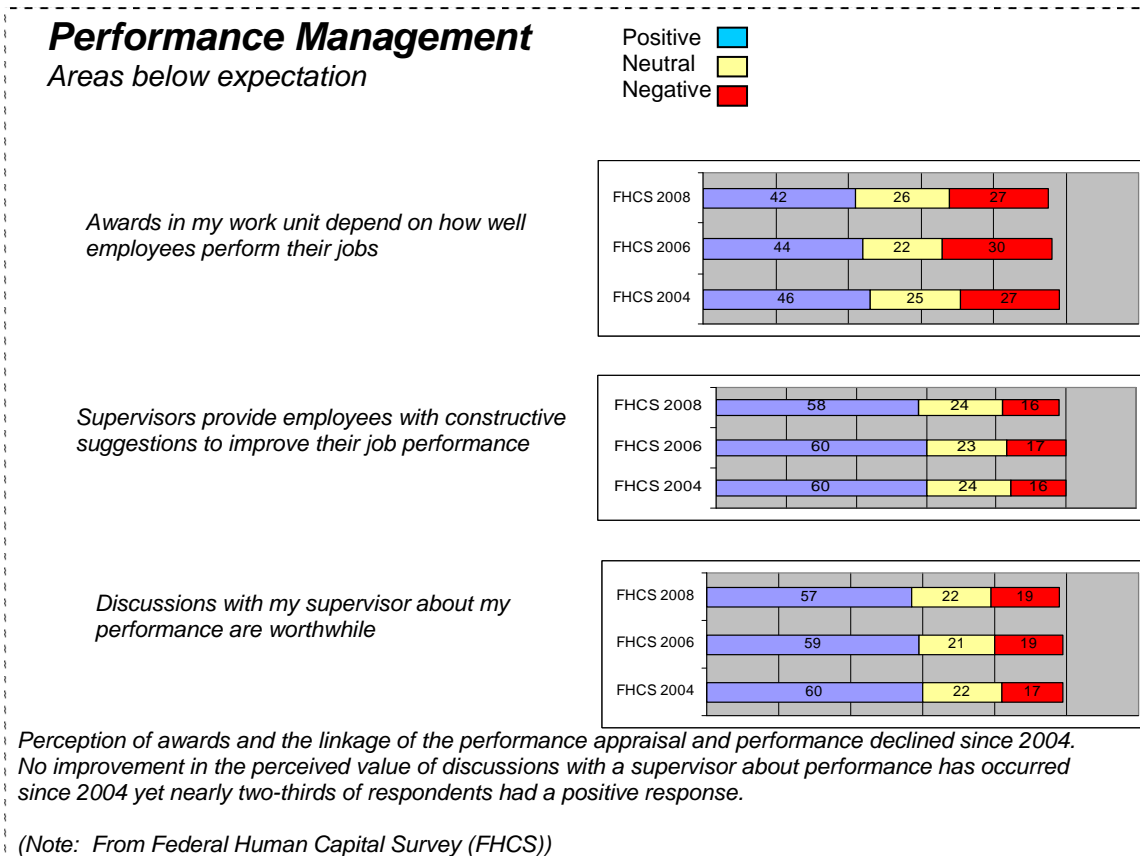 Performance Management
Areas below expectation
Positive
Neutral
Negative
Awards in my work unit depend on how well
employees perform their jobs
FHCS 2008 42 26 27
FHCS 2006 44 22 30
FHCS 2004 46 25 27
Supervisors provide employees with constructive
suggestions to improve their job performance
FHCS 2008 58 24 16
FHCS 2006 60 23 17
FHCS 2004 60 24 16
Discussions with my supervisor about my
performance are worthwhile
FHCS 2008 57 22 19
FHCS 2006 59 21 19
FHCS 2004 60 22 17
Perception of awards and the linkage of the performance appraisal and performance declined since 2004.
No improvement in the perceived value of discussions with a supervisor about performance has occurred
since 2004 yet nearly two-thirds of respondents had a positive response.
(Note: From Federal Human Capital Survey (FHCS))